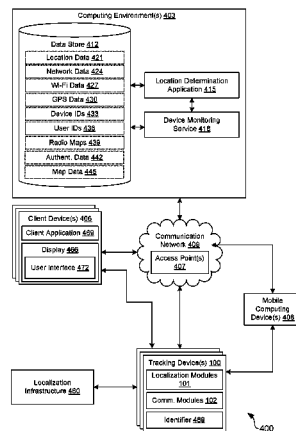 Computing Environment(s) 403
Data Store 412
Location Data 421
Network Data 424
Wi-Fi Data 427
GPS Data 430
Device IDs 433
User IDs 436
Radio Maps 439
Authent. Data 442
Map Data 445
Location Determination
Application 415
Device Monitoring
Service 418
Client Device(s) 406
Client Application 469
Display 466
User Interface 472
Communication
Network 409
Access Point(s)
407
Mobile
Computing
Device(s) 408
Tracking Device(s) 100
Localization Modules
101
Comm. Modules 102
Identifier 469
Localization
Infrastructure 460
400